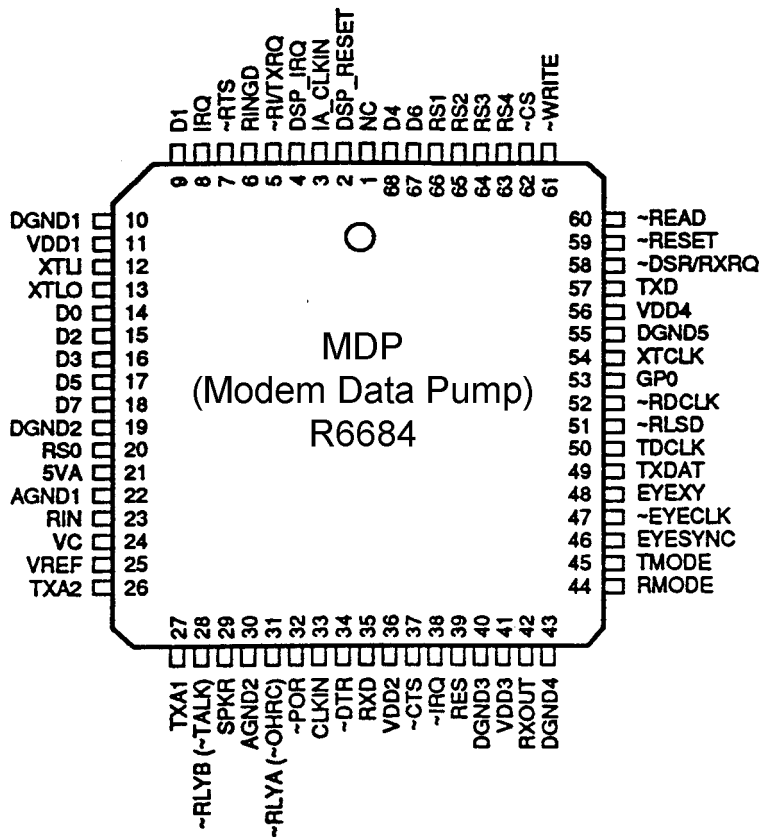 D1
IRQ
~RTS
RINGD
~RI/TXRQ
DSP_IRQ
IA_CLKIN
DSP_RESET
NC
D4
D6
RS1
RS2
RS3
RS4
~CS
~WRITE
9 8 7 6 5 4 3 2 1 68 67 66 65 64 63 62 61
DGND1 10
VDD1 11
XTLI 12
XTLO 13
D0 14
D2 15
D3 16
D5 17
D7 18
DGND2 19
RS0 20
5VA 21
AGND1 22
RIN 23
VC 24
VREF 25
TXA2 26
MDP
(Modem Data Pump)
R6684
60 ~READ
59 ~RESET
58 ~DSR/RXRQ
57 TXD
56 VDD4
55 DGND5
54 XTCLK
53 GP0
52 ~RDCLK
51 ~RLSD
50 TDCLK
49 TXDAT
48 EYEXY
47 ~EYECLK
46 EYESYNC
45 TMODE
44 RMODE
27 28 29 30 31 32 33 34 35 36 37 38 39 40 41 42 43
TXA1
~RLYB (~TALK)
SPKR
AGND2
~RLYA (~OHRC)
~POR
CLKIN
~DTR
RXD
VDD2
~CTS
~IRQ
RES
DGND3
VDD3
RXOUT
DGND4